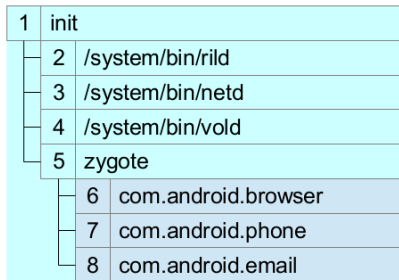 1 init
2 /system/bin/rild
3 /system/bin/netd
4 /system/bin/vold
5 zygote
6 com.android.browser
7 com.android.phone
8 com.android.email